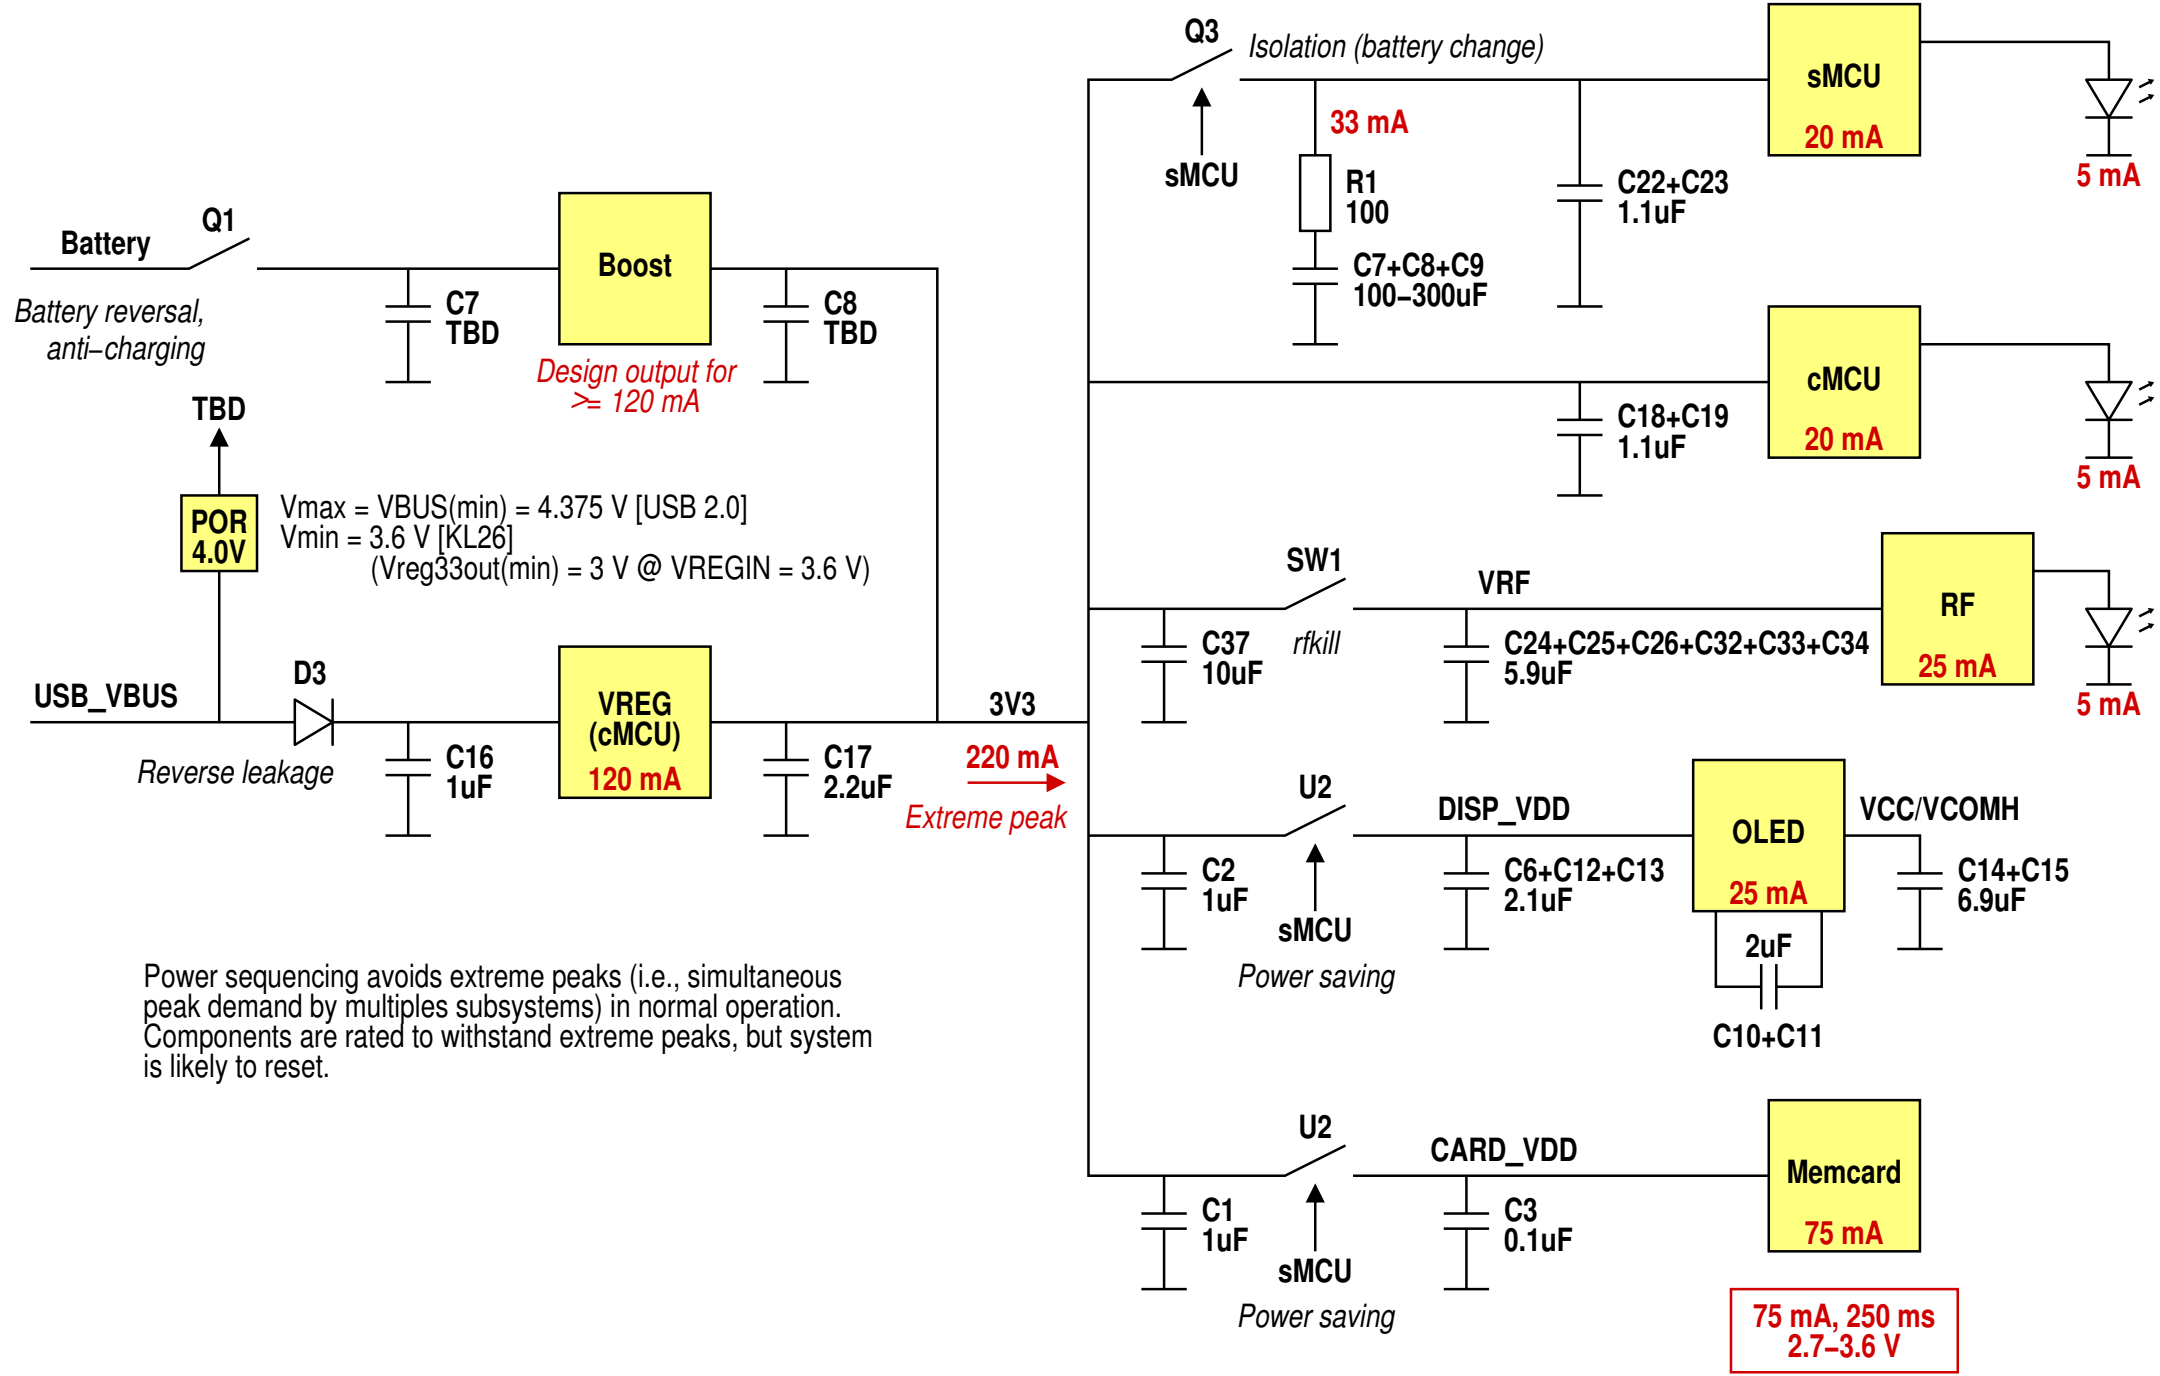 Q3
Isolation (battery change)
sMCU
33 mA
R1
100
C7+C8+C9
100–300uF
C22+C23
1.1uF
sMCU
20 mA
5 mA
Battery
Q1
Battery reversal,
anti–charging
C7
TBD
Boost
Design output for
>= 120 mA
C8
TBD
C18+C19
1.1uF
cMCU
20 mA
5 mA
TBD
POR
4.0V
Vmax = VBUS(min) = 4.375 V [USB 2.0]
Vmin = 3.6 V [KL26]
(Vreg33out(min) = 3 V @ VREGIN = 3.6 V)
C37
10uF
SW1
rfkill
VRF
C24+C25+C26+C32+C33+C34
5.9uF
RF
25 mA
5 mA
USB_VBUS
D3
Reverse leakage
C16
1uF
VREG
(cMCU)
120 mA
C17
2.2uF
3V3
220 mA
Extreme peak
C2
1uF
U2
sMCU
Power saving
DISP_VDD
C6+C12+C13
2.1uF
OLED
25 mA
2uF
C10+C11
VCC/VCOMH
C14+C15
6.9uF
Power sequencing avoids extreme peaks (i.e., simultaneous
peak demand by multiples subsystems) in normal operation.
Components are rated to withstand extreme peaks, but system
is likely to reset.
C1
1uF
U2
sMCU
Power saving
CARD_VDD
C3
0.1uF
Memcard
75 mA
75 mA, 250 ms
2.7–3.6 V